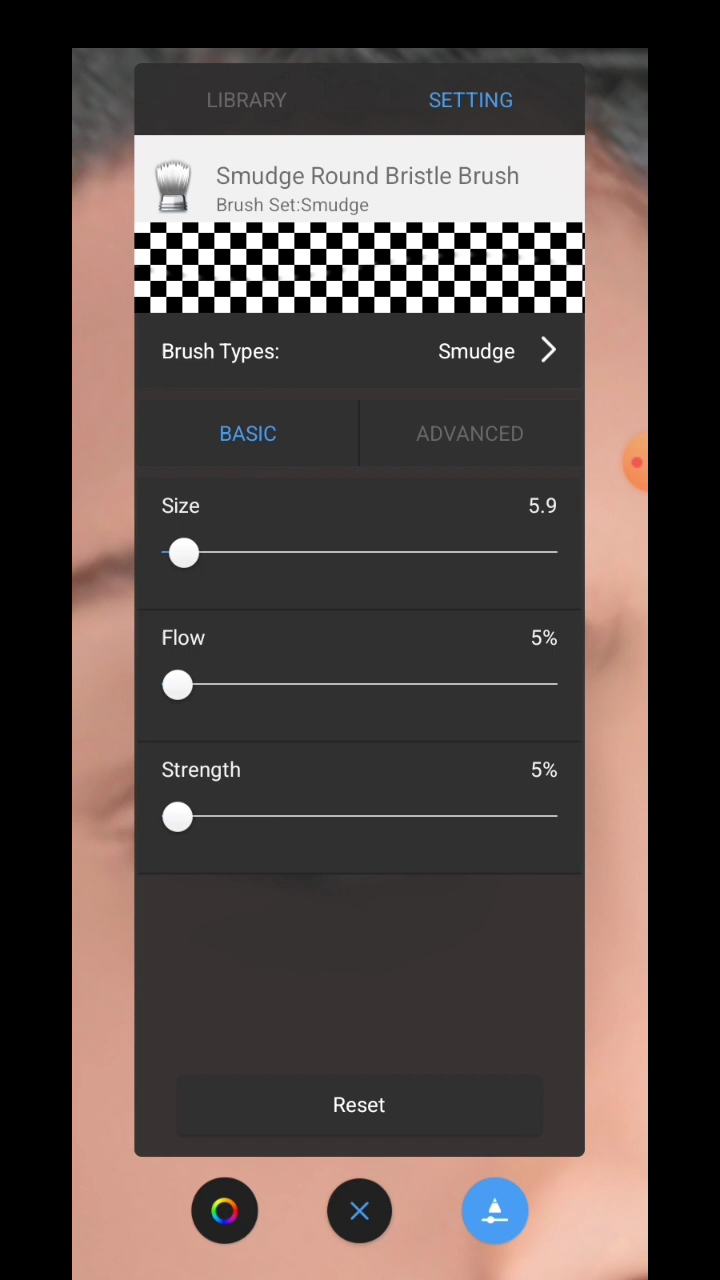 LIBRARY SETTING
Smudge Round Bristle Brush
Brush Set:Smudge
Brush Types: Smudge
BASIC ADVANCED
Size 5.9
Flow 5%
Strength 5%
Reset